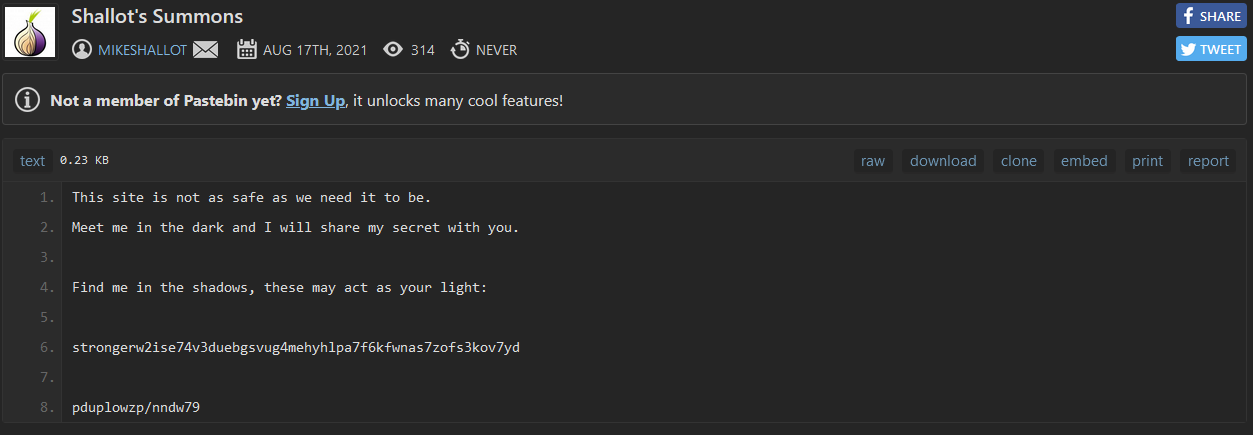 Shallot's Summons
MIKESHALLOT AUG 17TH, 2021 314 NEVER
SHARE
TWEET
Not a member of Pastebin yet? Sign Up, it unlocks many cool features!
text 0.23 KB raw download clone embed print report
1. This site is not as safe as we need it to be.
2. Meet me in the dark and I will share my secret with you.
3.
4. Find me in the shadows, these may act as your light:
5.
6. strongerw2ise74v3duebgsvug4mehyhlpa7f6kfwnas7zofs3kov7yd
7.
8. pduplowzp/nndw79